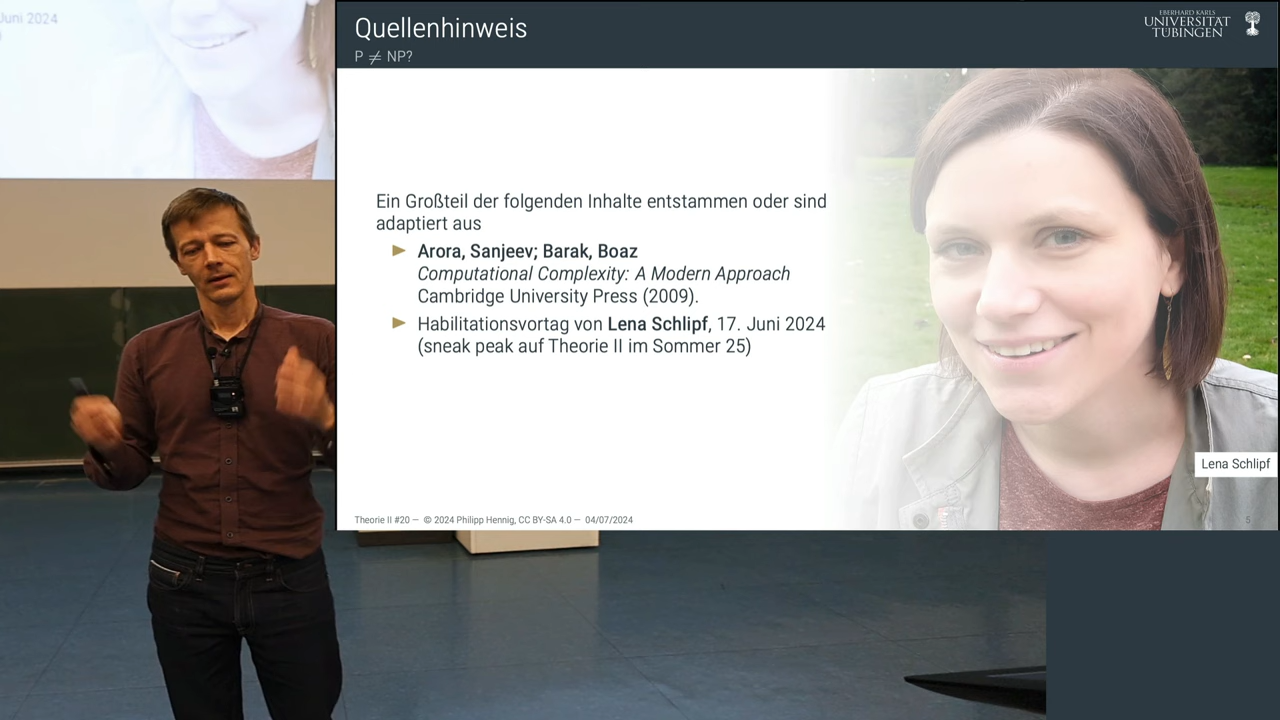 Juni 2024
Quellenhinweis
P ≠ NP?
EBERHARD KARLS
UNIVERSITÄT
TÜBINGEN
Ein Großteil der folgenden Inhalte entstammen oder sind
adaptiert aus
► Arora, Sanjeev; Barak, Boaz
Computational Complexity: A Modern Approach
Cambridge University Press (2009).
► Habilitationsvortag von Lena Schlipf, 17. Juni 2024
(sneak peak auf Theorie II im Sommer 25)
Lena Schlipf
Theorie II #20 — © 2024 Philipp Hennig, CC BY-SA 4.0 — 04/07/2024
5